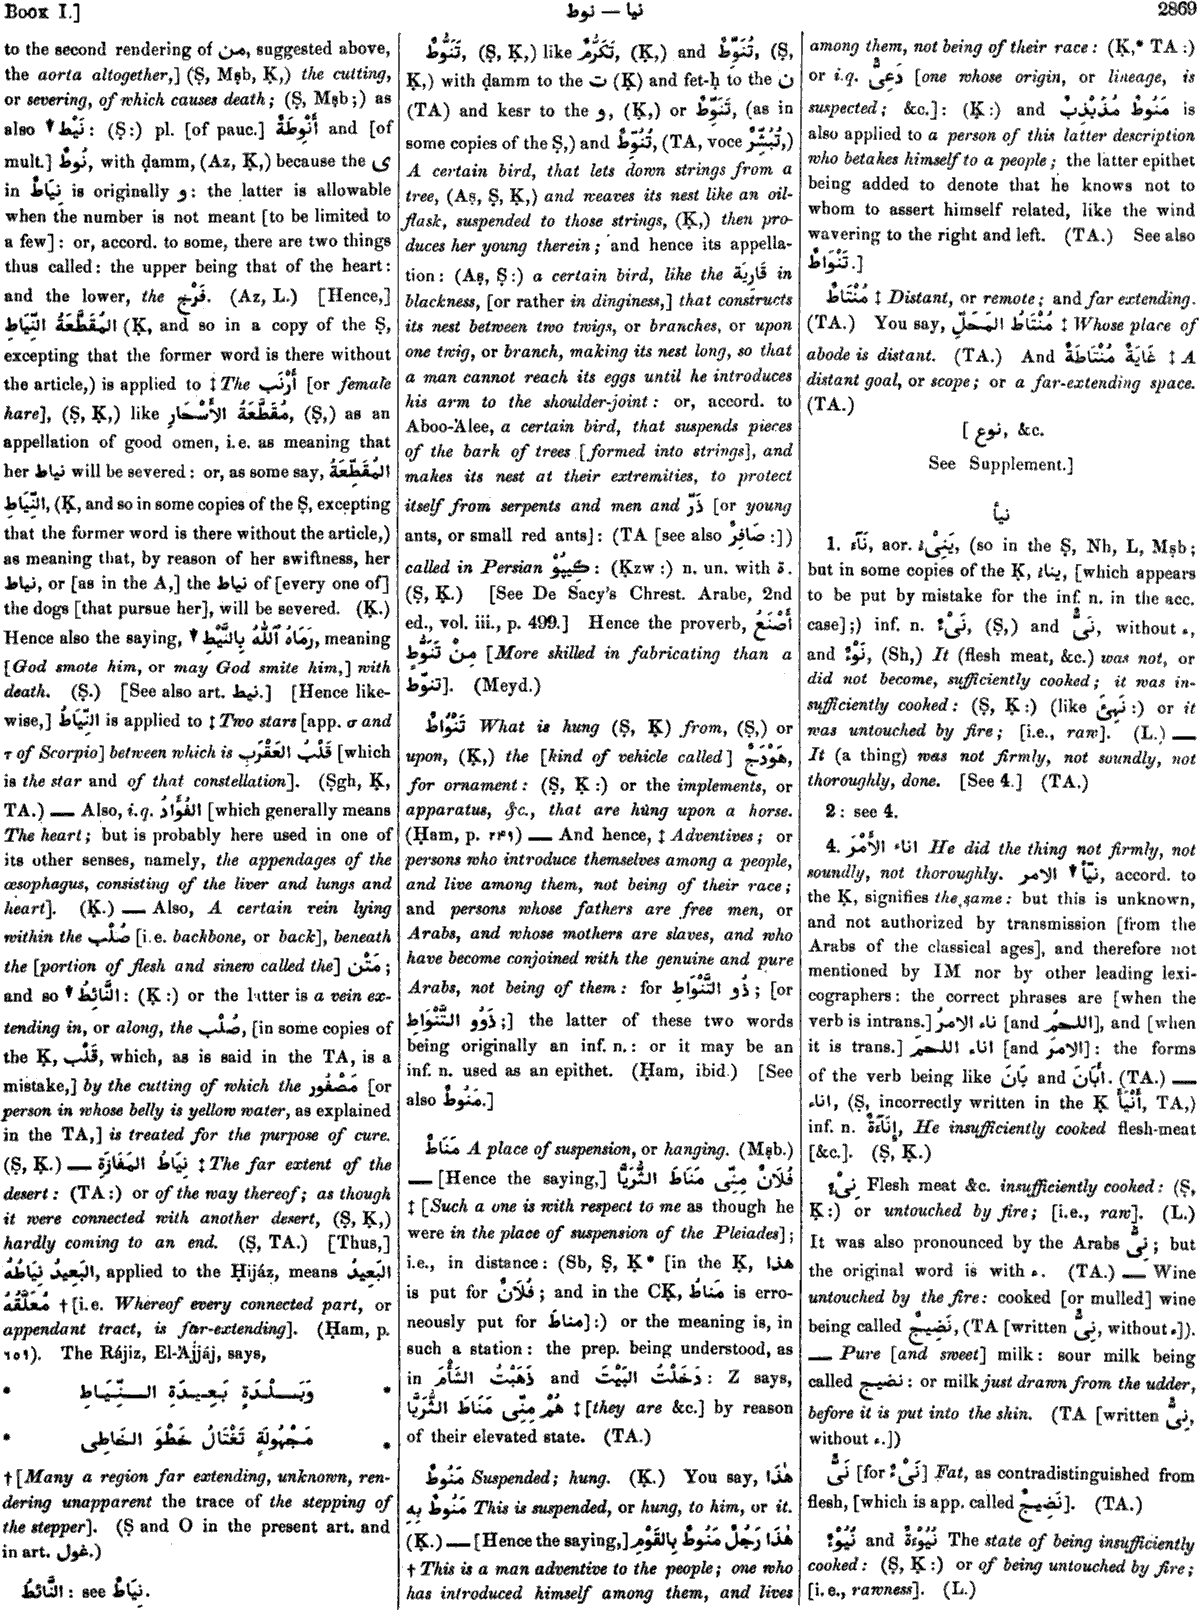 Book I.]
نوط — نيأ
2869
to the second rendering of مِن, suggested above,
the aorta altogether,] (Ṣ, Mṣb, Ḳ,) the cutting,
or severing, of which causes death; (Ṣ, Mṣb;) as
also ▼ نَيْطٌ: (Ṣ:) pl. [of pauc.] أَنْوِطَةٌ and [of
mult.] نُوطٌ, with ḍamm, (Az, Ḳ,) because the ى
in نِيَاطٌ is originally و: the latter is allowable
when the number is not meant [to be limited to
a few]: or, accord. to some, there are two things
thus called: the upper being that of the heart:
and the lower, the فَرْج. (Az, L.) [Hence,]
المُقَطَّعَةُ النِّيَاطِ (Ḳ, and so in a copy of the Ṣ,
excepting that the former word is there without
the article,) is applied to ‡ The أَرْنَب [or female
hare], (Ṣ, Ḳ,) like مُقَطَّعَةُ الأَسْحَارِ, (Ṣ,) as an
appellation of good omen, i.e. as meaning that
her نياط will be severed: or, as some say, المُقَطِّعَةُ
النِّيَاطِ, (Ḳ, and so in some copies of the Ṣ, excepting
that the former word is there without the article,)
as meaning that, by reason of her swiftness, her
نياط, or [as in the A,] the نياط of [every one of]
the dogs [that pursue her], will be severed. (Ḳ.)
Hence also the saying, ▼ رَمَاهُ ٱللّٰهُ بِالنَّيْطِ, meaning
[God smote him, or may God smite him,] with
death. (Ṣ.) [See also art. نيط.] [Hence like-
wise,] النِّيَاطُ is applied to ‡ Two stars [app. σ and
τ of Scorpio] between which is قَلْبُ العَقْرَبِ [which
is the star and of that constellation]. (Ṣgh, Ḳ,
TA.) — Also, i.q. الفُؤَادُ [which generally means
The heart; but is probably here used in one of
its other senses, namely, the appendages of the
œsophagus, consisting of the liver and lungs and
heart]. (Ḳ.) — Also, A certain vein lying
within the صُلْب [i.e. backbone, or back], beneath
the [portion of flesh and sinew called the] مَتْن;
and so ▼ النَّائِطُ: (Ḳ:) or the latter is a vein ex-
tending in, or along, the صُلْب, [in some copies of
the Ḳ, قَلْب, which, as is said in the TA, is a
mistake,] by the cutting of which the مَصْفُور [or
person in whose belly is yellow water, as explained
in the TA,] is treated for the purpose of cure.
(Ṣ, Ḳ.) — نِيَاطُ المَفَازَةِ ‡ The far extent of the
desert: (TA:) or of the way thereof; as though
it were connected with another desert, (Ṣ, Ḳ,)
hardly coming to an end. (Ṣ, TA.) [Thus,]
البَعِيدُ نِيَاطُهُ, applied to the Ḥijáz, means البَعِيدُ
مُعَلَّقُهُ † [i.e. Whereof every connected part, or
appendant tract, is far-extending]. (Ḥam, p.
٦٥٩). The Rájiz, El-'Ajjáj, says,
* وَبَلْدَةٍ بَعِيدَةِ النِّيَاطِ *
* مَجْهُولَةٍ تَغْتَالُ خَطْوَ الخَاطِى *
† [Many a region far extending, unknown, ren-
dering unapparent the trace of the stepping of
the stepper]. (Ṣ and O in the present art. and
in art. غول.)
النَّائِطُ: see نِيَاطٌ.
تَنَوُّطٌ, (Ṣ, Ḳ,) like تَكَرُّمٌ, (Ḳ,) and تُنَوِّطٌ, (Ṣ,
Ḳ,) with ḍamm to the ت (Ḳ) and fet-ḥ to the ن
(TA) and kesr to the و, (Ḳ,) or تَنَوِّطٌ, (as in
some copies of the Ṣ,) and تُنُوِّطٌ, (TA, voce تُبُشِّرٌ,)
A certain bird, that lets down strings from a
tree, (Aṣ, Ṣ, Ḳ,) and weaves its nest like an oil-
flask, suspended to those strings, (Ḳ,) then pro-
duces her young therein; and hence its appella-
tion: (Aṣ, Ṣ:) a certain bird, like the قَارِيَة in
blackness, [or rather in dinginess,] that constructs
its nest between two twigs, or branches, or upon
one twig, or branch, making its nest long, so that
a man cannot reach its eggs until he introduces
his arm to the shoulder-joint: or, accord. to
Aboo-'Alee, a certain bird, that suspends pieces
of the bark of trees [formed into strings], and
makes its nest at their extremities, to protect
itself from serpents and men and ذَرّ [or young
ants, or small red ants]: (TA [see also صَافِرٌ:])
called in Persian كيپُوْ: (Ḳzw:) n. un. with ة.
(Ṣ, Ḳ.) [See De Sacy's Chrest. Arabe, 2nd
ed., vol. iii., p. 499.] Hence the proverb, أَصْنَعُ
مِنْ تَنَوُّطٍ [More skilled in fabricating than a
تنوّط]. (Meyd.)
تَنْوَاطٌ What is hung (Ṣ, Ḳ) from, (Ṣ,) or
upon, (Ḳ,) the [kind of vehicle called] هَوْدَج,
for ornament: (Ṣ, Ḳ:) or the implements, or
apparatus, &c., that are hung upon a horse.
(Ḥam, p. ٢٤٩) — And hence, ‡ Adventives; or
persons who introduce themselves among a people,
and live among them, not being of their race;
and persons whose fathers are free men, or
Arabs, and whose mothers are slaves, and who
have become conjoined with the genuine and pure
Arabs, not being of them: for ذُو التَّنْوَاطِ; [or
ذَوُو التَّنْوَاطِ;] the latter of these two words
being originally an inf. n.: or it may be an
inf. n. used as an epithet. (Ḥam, ibid.) [See
also مَنُوطٌ.]
مَنَاطٌ A place of suspension, or hanging. (Mṣb.)
— [Hence the saying,] فُلَانٌ مِنِّى مَنَاطَ الثُّرَيَّا
‡ [Such a one is with respect to me as though he
were in the place of suspension of the Pleiades];
i.e., in distance: (Sb, Ṣ, Ḳ* [in the Ḳ, هٰذا
is put for فُلَانٌ; and in the CḲ, مَنَاطُ is erro-
neously put for مناطَ]:) or the meaning is, in
such a station: the prep. being understood, as
in ذَهَبْتُ الشَّأْمَ and دَخَلْتُ البَيْتَ: Z says,
هُمْ مِنِّى مَنَاطَ الثُّرَيَّا ‡ [they are &c.] by reason
of their elevated state. (TA.)
مَنُوطٌ Suspended; hung. (Ḳ.) You say, هٰذَا
مَنُوطٌ بِهِ This is suspended, or hung, to him, or it.
(Ḳ.) — [Hence the saying,] هٰذَا رَجُلٌ مَنُوطٌ بِالقَوْمِ
† This is a man adventive to the people; one who
has introduced himself among them, and lives
among them, not being of their race: (Ḳ,* TA:)
or i.q. دَعِىٌّ [one whose origin, or lineage, is
suspected; &c.]: (Ḳ:) and مَنُوطٌ مُذَبْذِبٌ is
also applied to a person of this latter description
who betakes himself to a people; the latter epithet
being added to denote that he knows not to
whom to assert himself related, like the wind
wavering to the right and left. (TA.) See also
تَنْوَاطٌ.]
مُنْتَاطٌ ‡ Distant, or remote; and far extending.
(TA.) You say, مُنْتَاطُ المَحَلِّ ‡ Whose place of
abode is distant. (TA.) And غَايَةٌ مُنْتَاطَةٌ ‡ A
distant goal, or scope; or a far-extending space.
(TA.)
[ نوع, &c.
See Supplement.]
نيأ
1. نَآءَ, aor. يَنِىْءُ, (so in the Ṣ, Nh, L, Mṣb;
but in some copies of the Ḳ, يناء, [which appears
to be put by mistake for the inf. n. in the acc.
case];) inf. n. نَىْءٌ, (Ṣ,) and نَىٌّ, without ء,
and نَوْءٌ, (Sh,) It (flesh meat, &c.) was not, or
did not become, sufficiently cooked; it was in-
sufficiently cooked: (Ṣ, Ḳ:) (like نَهِئَ:) or it
was untouched by fire; [i.e., raw]. (L.) —
It (a thing) was not firmly, not soundly, not
thoroughly, done. [See 4.] (TA.)
2: see 4.
4. اناء الأَمْرَ He did the thing not firmly, not
soundly, not thoroughly. ▼ نَيَّأَ الامر, accord. to
the Ḳ, signifies the same: but this is unknown,
and not authorized by transmission [from the
Arabs of the classical ages], and therefore not
mentioned by IM nor by other leading lexi-
cographers: the correct phrases are [when the
verb is intrans.] ناء الامرُ [and اللحمُ], and [when
it is trans.] اناء اللحمَ [and الامرَ]: the forms
of the verb being like بَانَ and أَبَانَ. (TA.) —
اناء, (Ṣ, incorrectly written in the Ḳ أَنْيَأَ, TA,)
inf. n. إِنَآءَةٌ, He insufficiently cooked flesh-meat
[&c.]. (Ṣ, Ḳ.)
نِىْءٌ Flesh meat &c. insufficiently cooked: (Ṣ,
Ḳ:) or untouched by fire; [i.e., raw]. (L.)
It was also pronounced by the Arabs نِىٌّ; but
the original word is with ء. (TA.) — Wine
untouched by the fire: cooked [or mulled] wine
being called نَضِيجٌ, (TA [written نِىٌّ, without ء]).
— Pure [and sweet] milk: sour milk being
called نضيج: or milk just drawn from the udder,
before it is put into the skin. (TA [written نِىٌّ,
without ء.])
نَىٌّ [for نَىْءٌ] Fat, as contradistinguished from
flesh, [which is app. called نَضِيجٌ]. (TA.)
نُيُوْءٌ and نُيُوْءَةٌ The state of being insufficiently
cooked: (Ṣ, Ḳ:) or of being untouched by fire;
[i.e., rawness]. (L.)